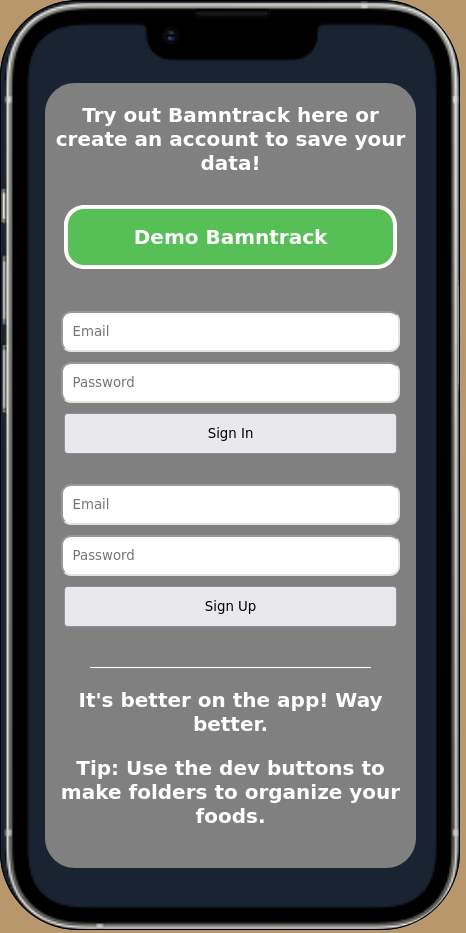 Try out Bamntrack here or
create an account to save your
data!
Demo Bamntrack
Email
Password
Sign In
Email
Password
Sign Up
It's better on the app! Way
better.
Tip: Use the dev buttons to
make folders to organize your
foods.